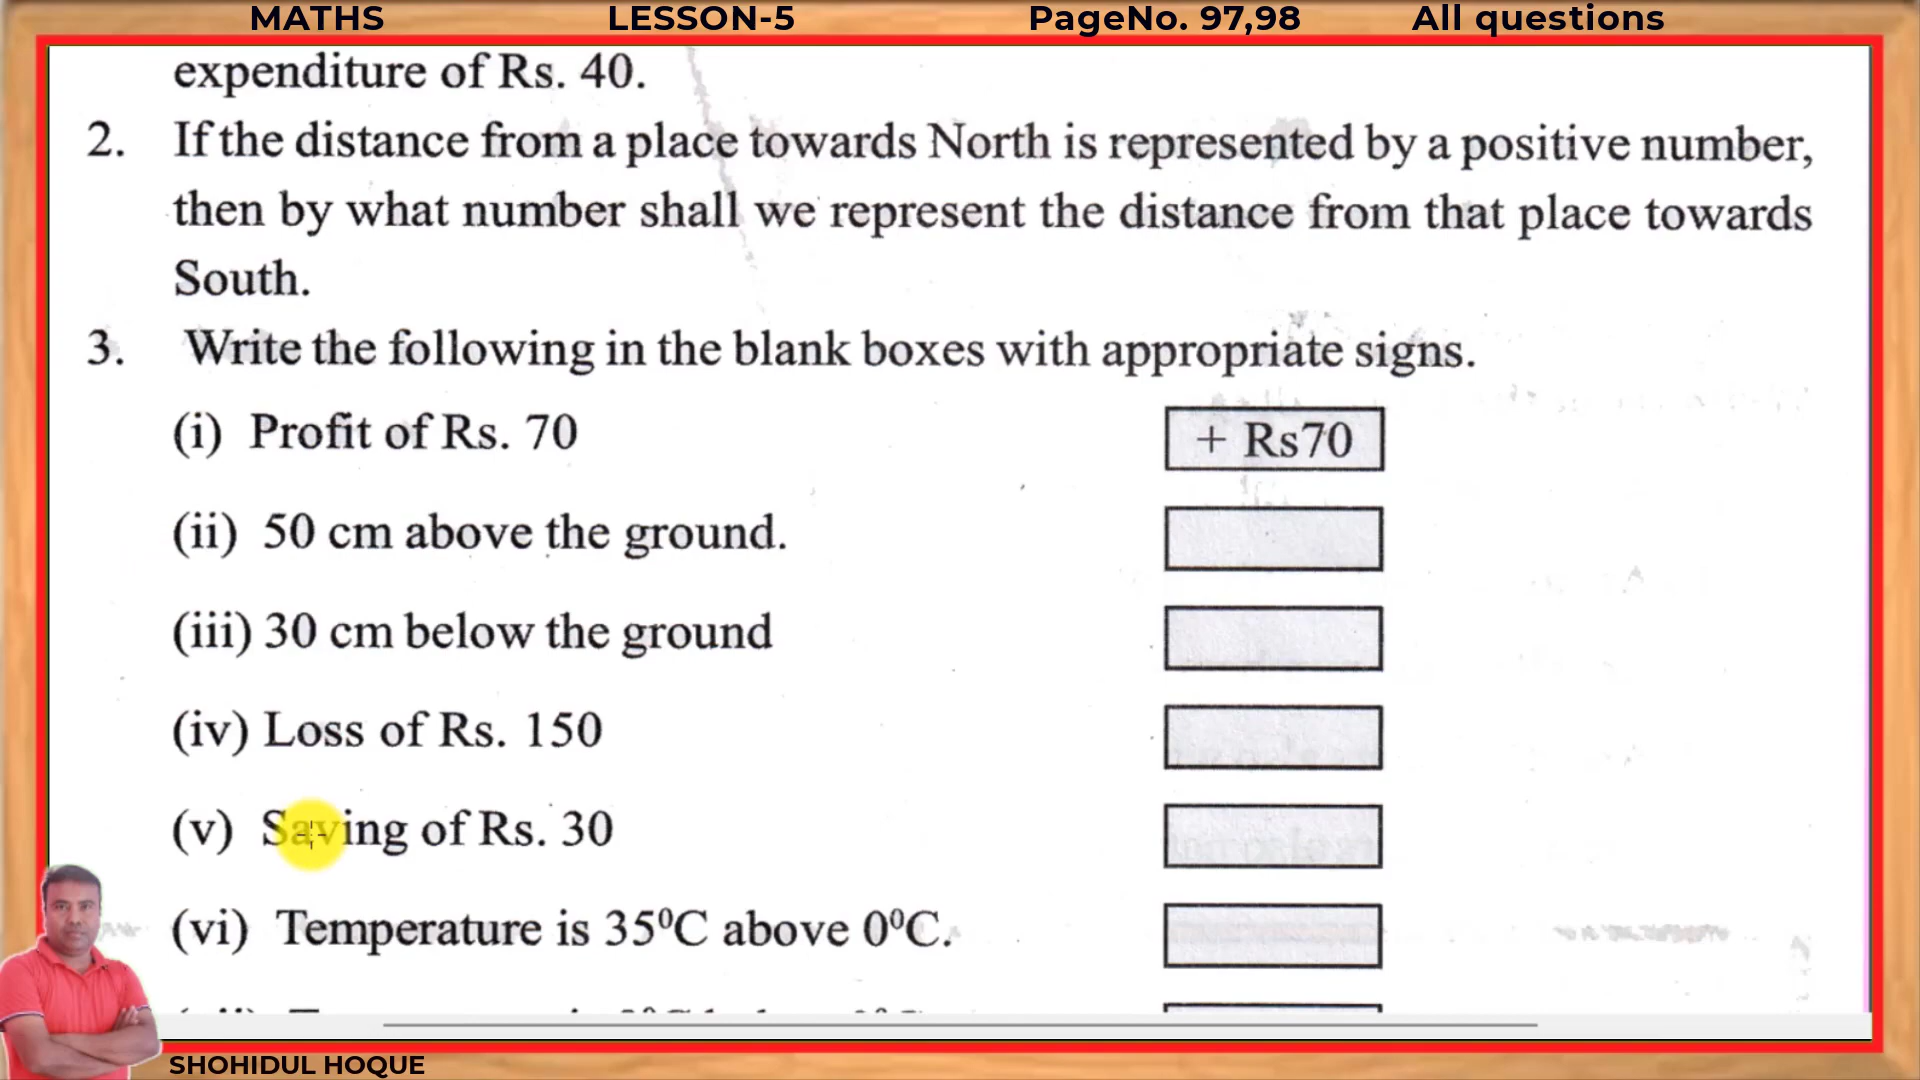 MATHS LESSON-5 PageNo. 97,98 All questions
expenditure of Rs. 40.
2. If the distance from a place towards North is represented by a positive number,
then by what number shall we represent the distance from that place towards
South.
3. Write the following in the blank boxes with appropriate signs.
(i) Profit of Rs. 70 + Rs70
(ii) 50 cm above the ground.
(iii) 30 cm below the ground
(iv) Loss of Rs. 150
(v) Saving of Rs. 30
(vi) Temperature is 35⁰C above 0⁰C.
SHOHIDUL HOQUE